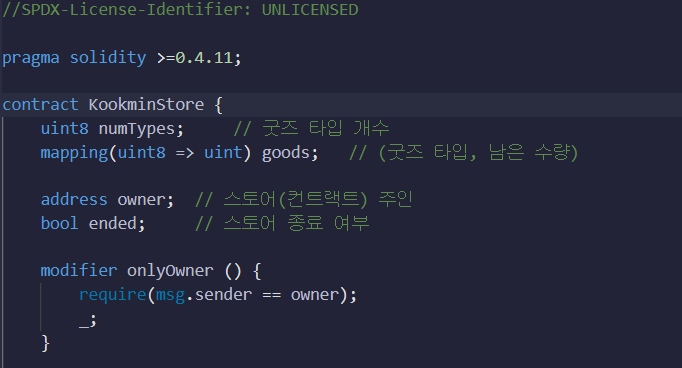 //SPDX-License-Identifier: UNLICENSED
pragma solidity >=0.4.11;
contract KookminStore {
uint8 numTypes; // 굿즈 타입 개수
mapping(uint8 => uint) goods; // (굿즈 타입, 남은 수량)
address owner; // 스토어(컨트랙트) 주인
bool ended; // 스토어 종료 여부
modifier onlyOwner () {
require(msg.sender == owner);
_;
}